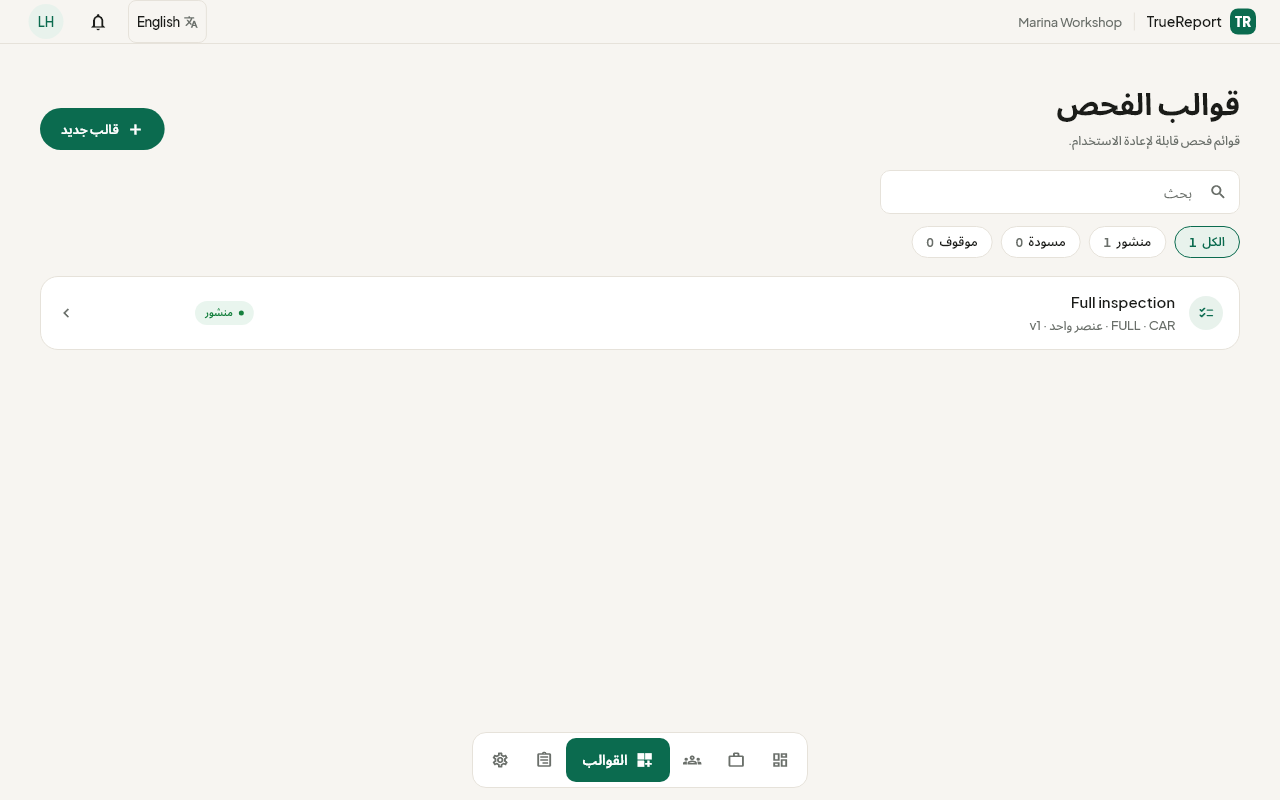 TR TrueReport Marina Workshop
English
LH
قوالب الفحص
قوائم فحص قابلة لإعادة الاستخدام.
قالب جديد
بحث
الكل 1
منشور 1
مسودة 0
موقوف 0
Full inspection
FULL · CAR · عنصر واحد · v1
منشور
القوالب